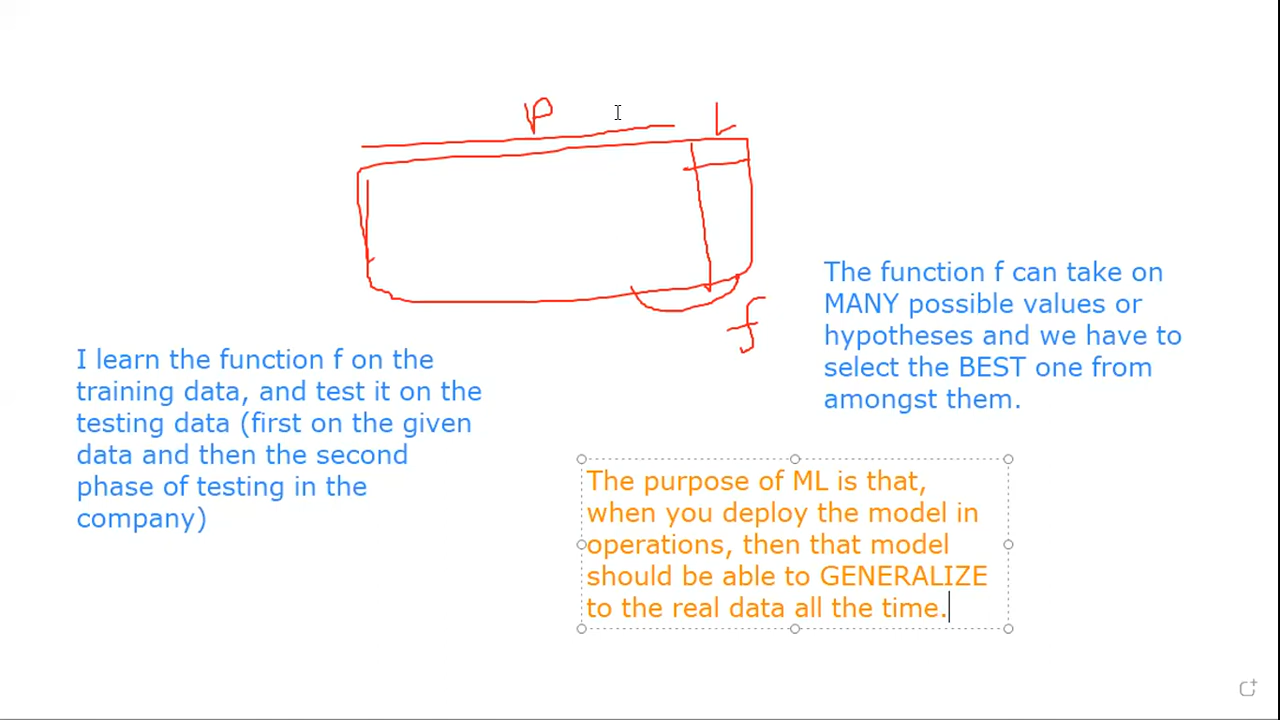 P
L
f
The function f can take on
MANY possible values or
hypotheses and we have to
select the BEST one from
amongst them.
I learn the function f on the
training data, and test it on the
testing data (first on the given
data and then the second
phase of testing in the
company)
The purpose of ML is that,
when you deploy the model in
operations, then that model
should be able to GENERALIZE
to the real data all the time.